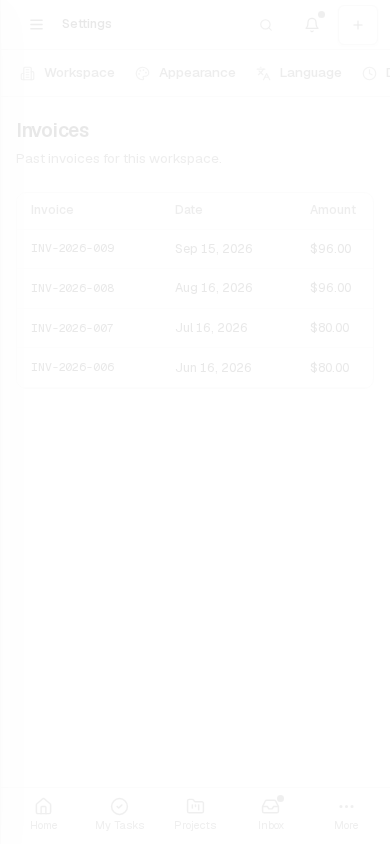 Settings
Workspace Appearance Language
Invoices
Past invoices for this workspace.
Invoice Date Amount
INV-2026-009 Sep 15, 2026 $96.00
INV-2026-008 Aug 16, 2026 $96.00
INV-2026-007 Jul 16, 2026 $80.00
INV-2026-006 Jun 16, 2026 $80.00
Home My Tasks Projects Inbox More